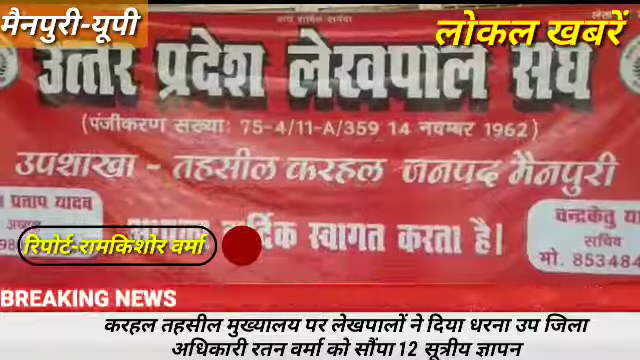 मैनपुरी-यूपी
लोकल खबरें
उत्तर प्रदेश लेखपाल संघ
(पंजीकरण सख्या: 75-4/11-A/359 14 नवम्बर 1962)
उपशाखा - तहसील करहल जनपद मैनपुरी
प्रताप यादव
चन्द्रकेतु
सचिव
मो. 853484
स्वागत करता है।
रिपोर्ट-रामकिशोर वर्मा
BREAKING NEWS
करहल तहसील मुख्यालय पर लेखपालों ने दिया धरना उप जिला
अधिकारी रतन वर्मा को सौंपा 12 सूत्रीय ज्ञापन